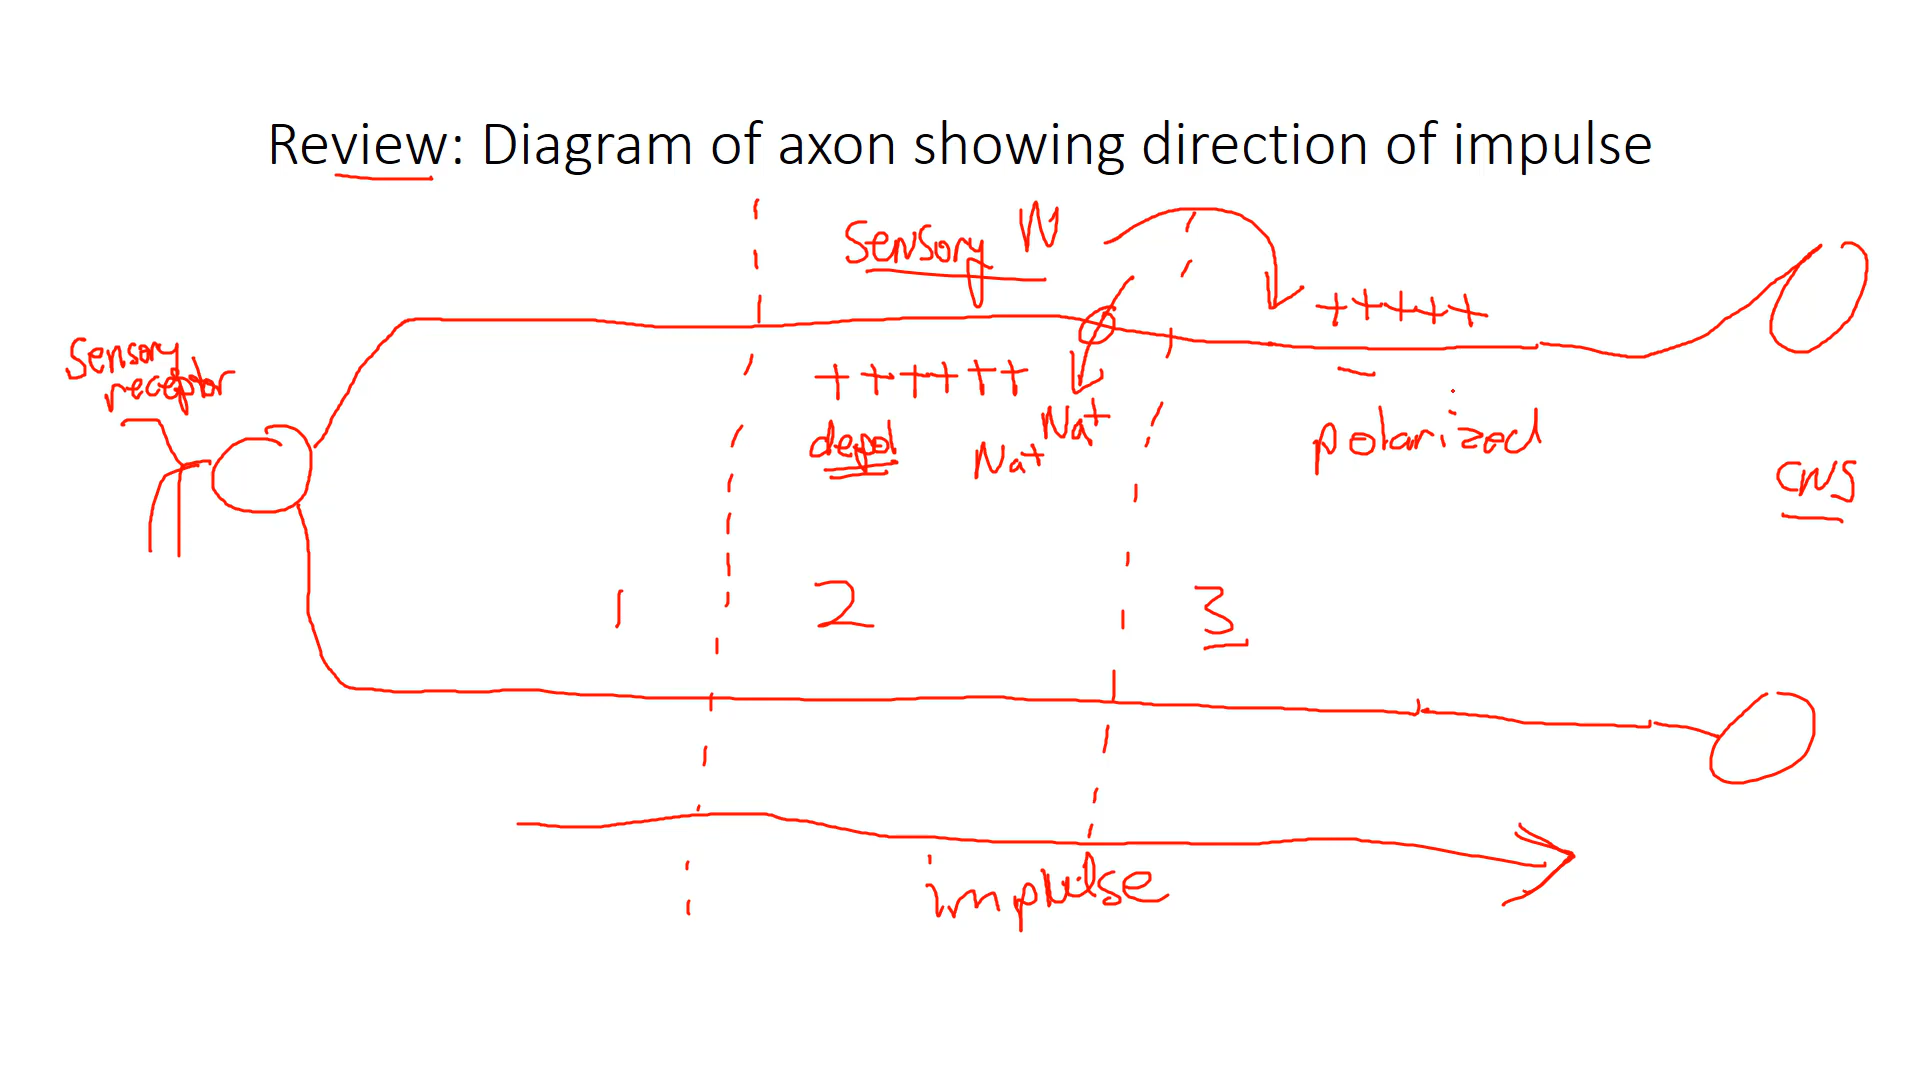 Review: Diagram of axon showing direction of impulse
Sensory N
+++++
Sensory
receptor
++++++
Na+
depol
Na+
polarized
CNS
1 2 3
impulse